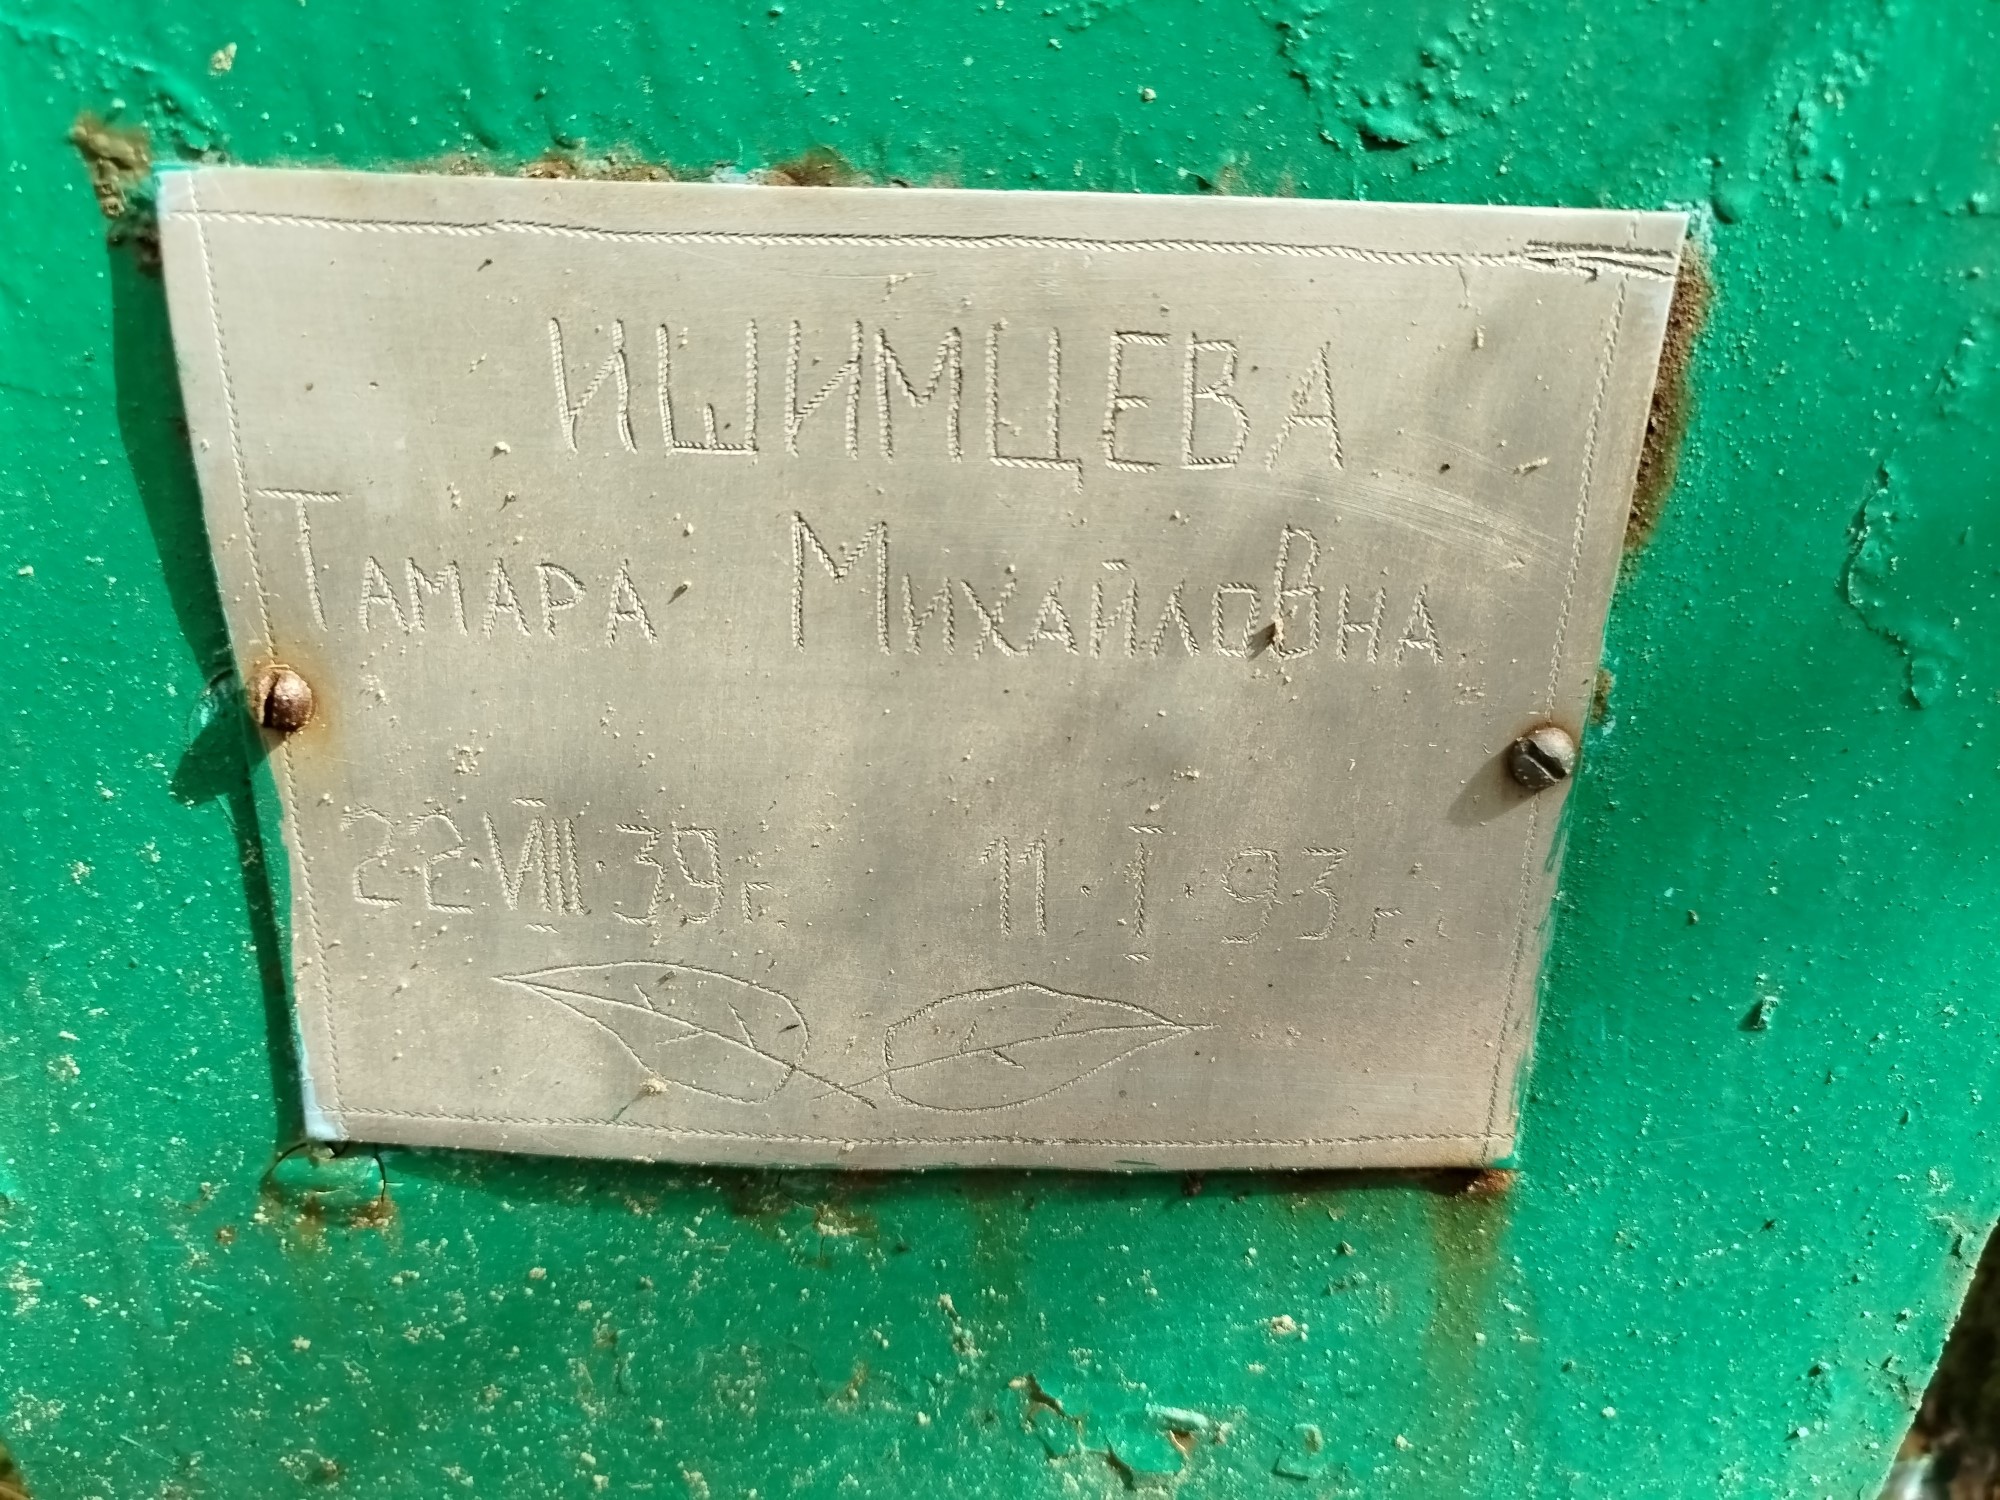 ИШИМЦЕВА
Тамара Михайловна
22.VIII.39г. 11.I.93г.